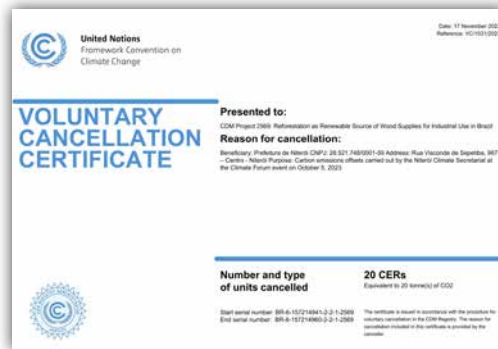 United Nations
Framework Convention on
Climate Change
Date: 17 November 202
Reference: VC/1031/202
VOLUNTARY
CANCELLATION
CERTIFICATE
Presented to:
CDM Project 2569: Reforestation as Renewable Source of Wood Supplies for Industrial Use in Brazil
Reason for cancellation:
Beneficiary: Prefeitura de Niterói CNPJ: 28.521.748/0001-59 Address: Rua Visconde de Sepetiba, 987
– Centro - Niterói Purpose: Carbon emissions offsets carried out by the Niterói Climate Secretariat at
the Climate Forum event on October 5, 2023
Number and type
of units cancelled
20 CERs
Equivalent to 20 tonne(s) of CO2
Start serial number: BR-6-157214941-2-2-1-2569
End serial number: BR-6-157214960-2-2-1-2569
The certificate is issued in accordance with the procedure for
voluntary cancellation in the CDM Registry. The reason for
cancellation included in this certificate is provided by the
canceller.